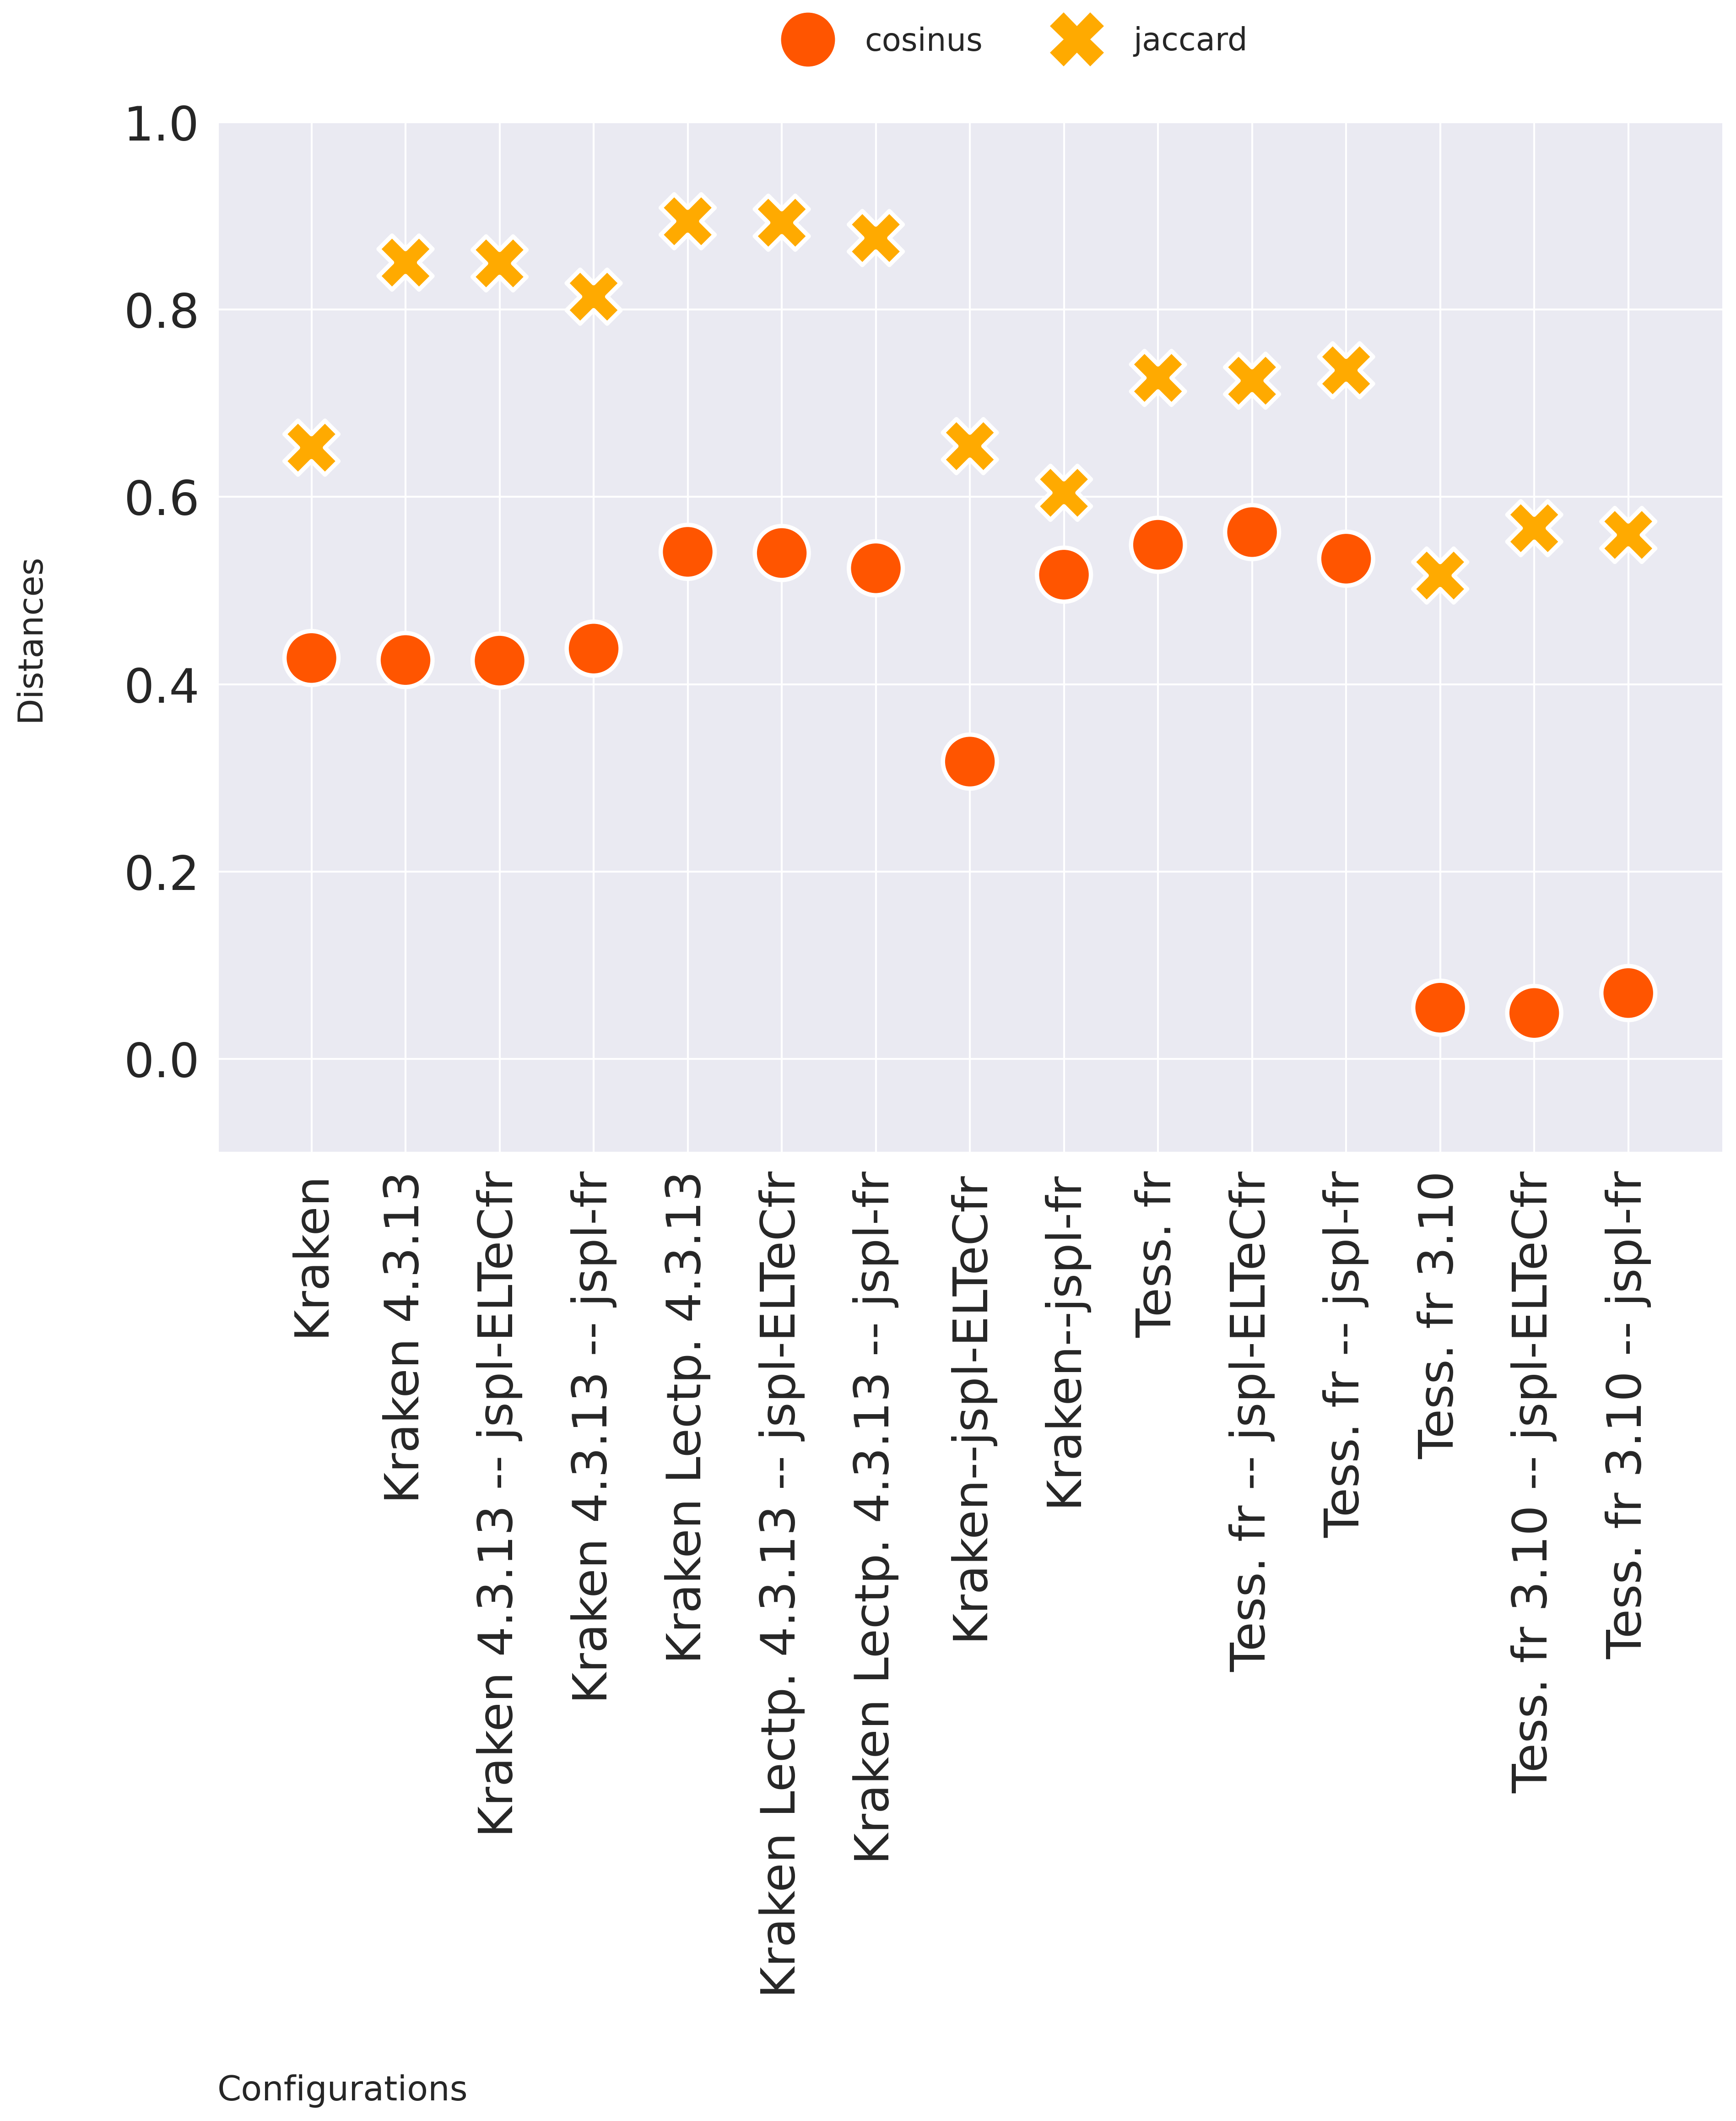 cosinus jaccard
1.0
0.8
0.6
0.4
0.2
0.0
Distances
Kraken
Kraken 4.3.13
Kraken 4.3.13 -- jspl-ELTeCfr
Kraken 4.3.13 -- jspl-fr
Kraken Lectp. 4.3.13
Kraken Lectp. 4.3.13 -- jspl-ELTeCfr
Kraken Lectp. 4.3.13 -- jspl-fr
Kraken--jspl-ELTeCfr
Kraken--jspl-fr
Tess. fr
Tess. fr -- jspl-ELTeCfr
Tess. fr -- jspl-fr
Tess. fr 3.10
Tess. fr 3.10 -- jspl-ELTeCfr
Tess. fr 3.10 -- jspl-fr
Configurations